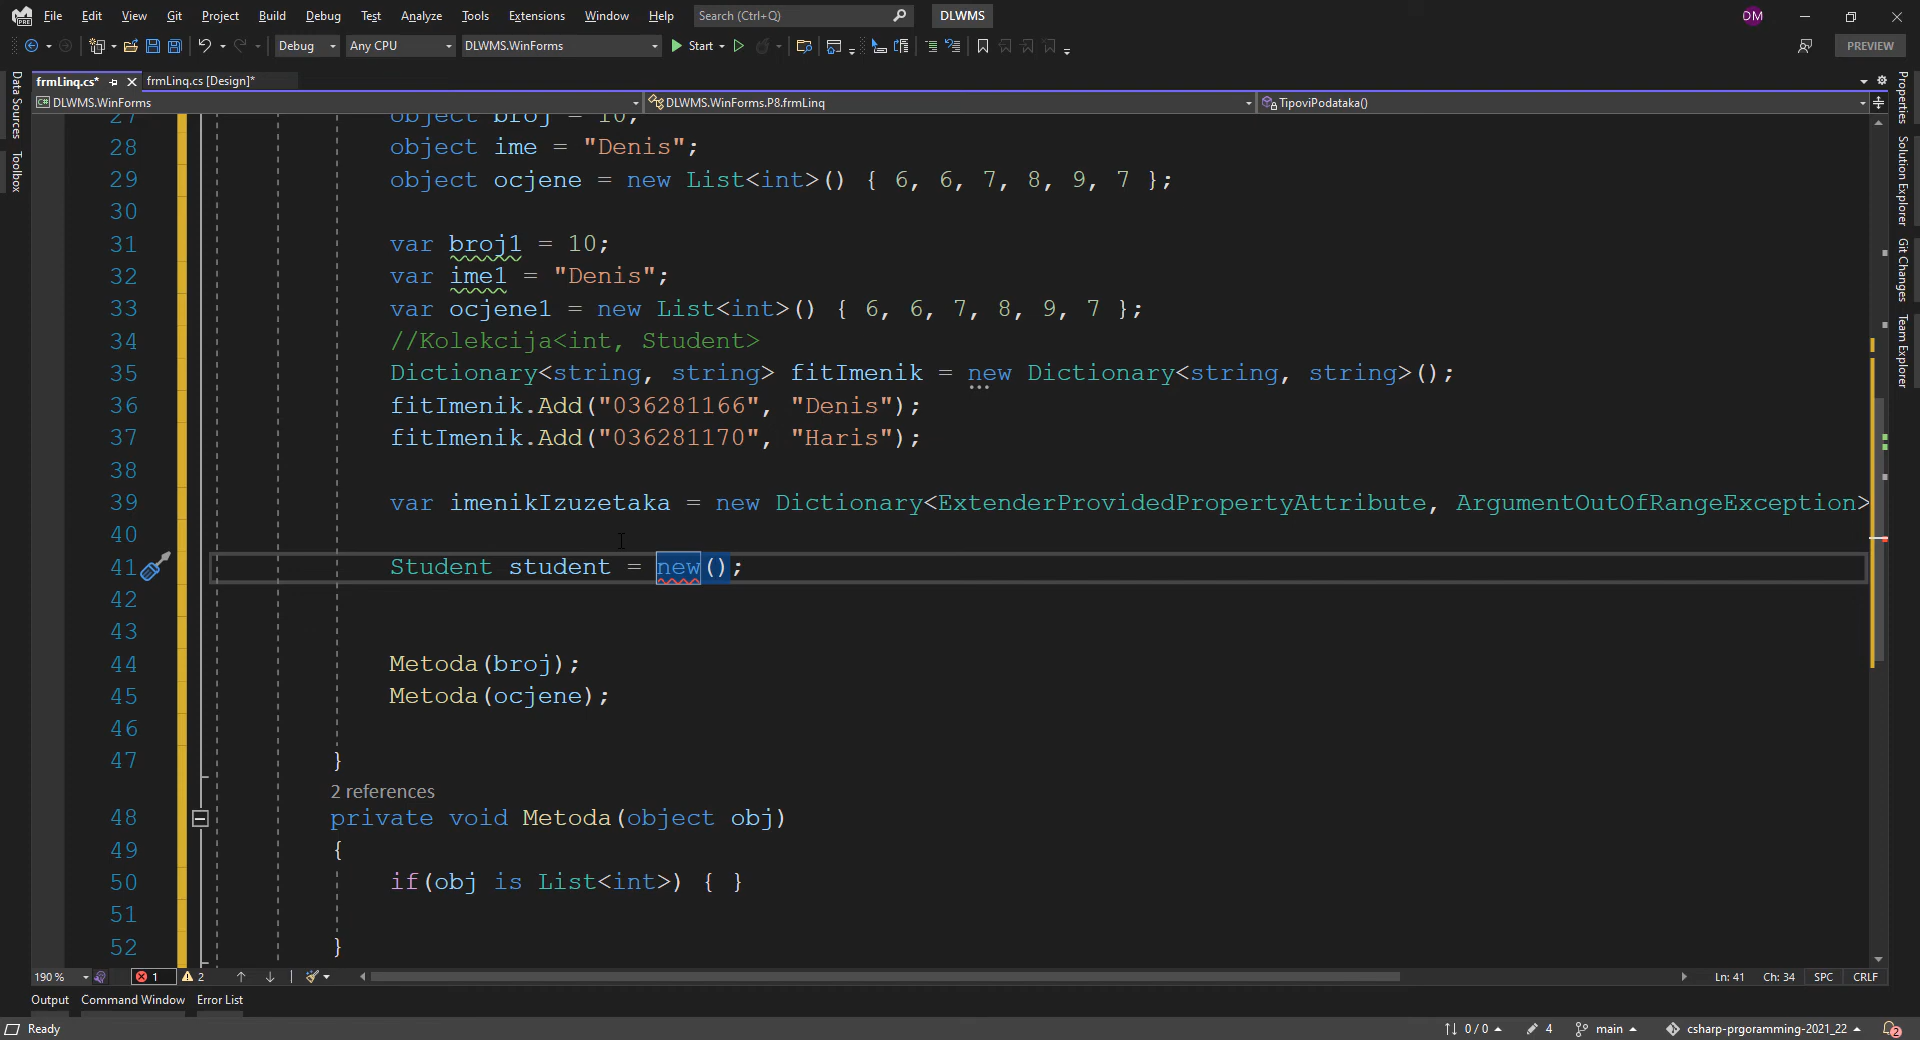 File Edit View Git Project Build Debug Test Analyze Tools Extensions Window Help Search (Ctrl+Q) DLWMS DM
Debug Any CPU DLWMS.WinForms Start PREVIEW
frmLinq.cs* frmLinq.cs [Design]*
DLWMS.WinForms DLWMS.WinForms.P8.frmLinq TipoviPodataka()
Data Sources
Toolbox
Properties
Solution Explorer
Git Changes
Team Explorer
27 object broj = 10;
28 object ime = "Denis";
29 object ocjene = new List<int>() { 6, 6, 7, 8, 9, 7 };
30
31 var broj1 = 10;
32 var ime1 = "Denis";
33 var ocjene1 = new List<int>() { 6, 6, 7, 8, 9, 7 };
34 //Kolekcija<int, Student>
35 Dictionary<string, string> fitImenik = new Dictionary<string, string>();
36 fitImenik.Add("036281166", "Denis");
37 fitImenik.Add("036281170", "Haris");
38
39 var imenikIzuzetaka = new Dictionary<ExtenderProvidedPropertyAttribute, ArgumentOutOfRangeException>
40
41 Student student = new();
42
43
44 Metoda(broj);
45 Metoda(ocjene);
46
47 }
2 references
48 private void Metoda(object obj)
49 {
50 if(obj is List<int>) { }
51
52 }
190 % 1 2 Ln: 41 Ch: 34 SPC CRLF
Output Command Window Error List
Ready 0 / 0 4 main csharp-prgoramming-2021_22 2